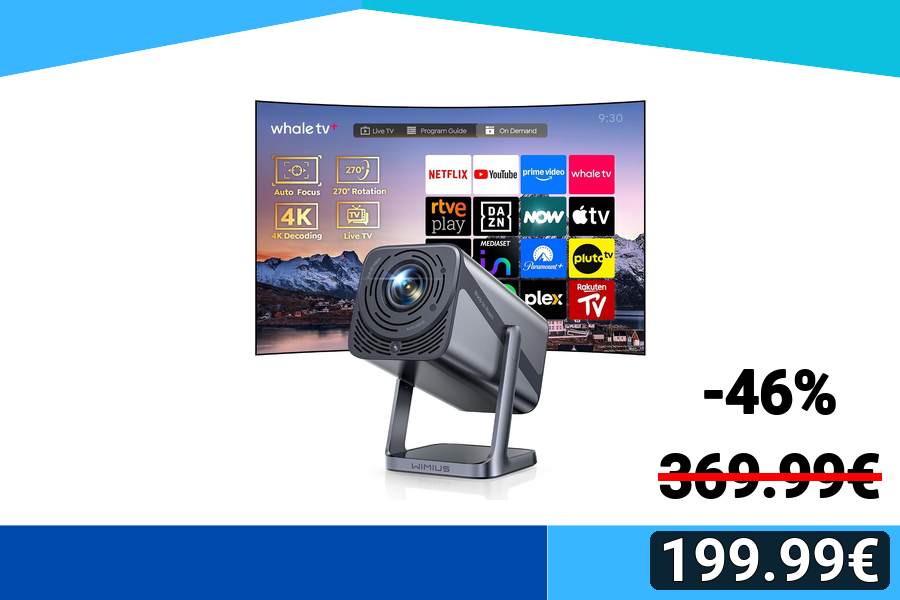 9:30
whale tv+
Live TV
Program Guide
On Demand
270°
Auto Focus
270° Rotation
NETFLIX
YouTube
prime video
whale tv
4K
TV
4K Decoding
Live TV
rtve play
DAZN
NOW
tv
MEDIASET
in
Paramount+
pluto tv
plex
Rakuten TV
WIMIUS
-46%
369.99€
199.99€